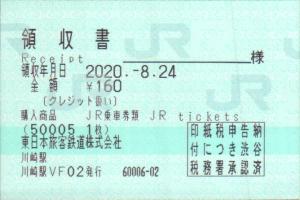 領収書
Receipt 様
領収年月日 2020.-8.24
金額 ¥160
(クレジット扱い)
購入商品 JR乗車券類 JR tickets
(50005 1枚)
東日本旅客鉄道株式会社
川崎駅
川崎駅VF02発行 60006-02
印紙税申告納
付につき渋谷
税務署承認済